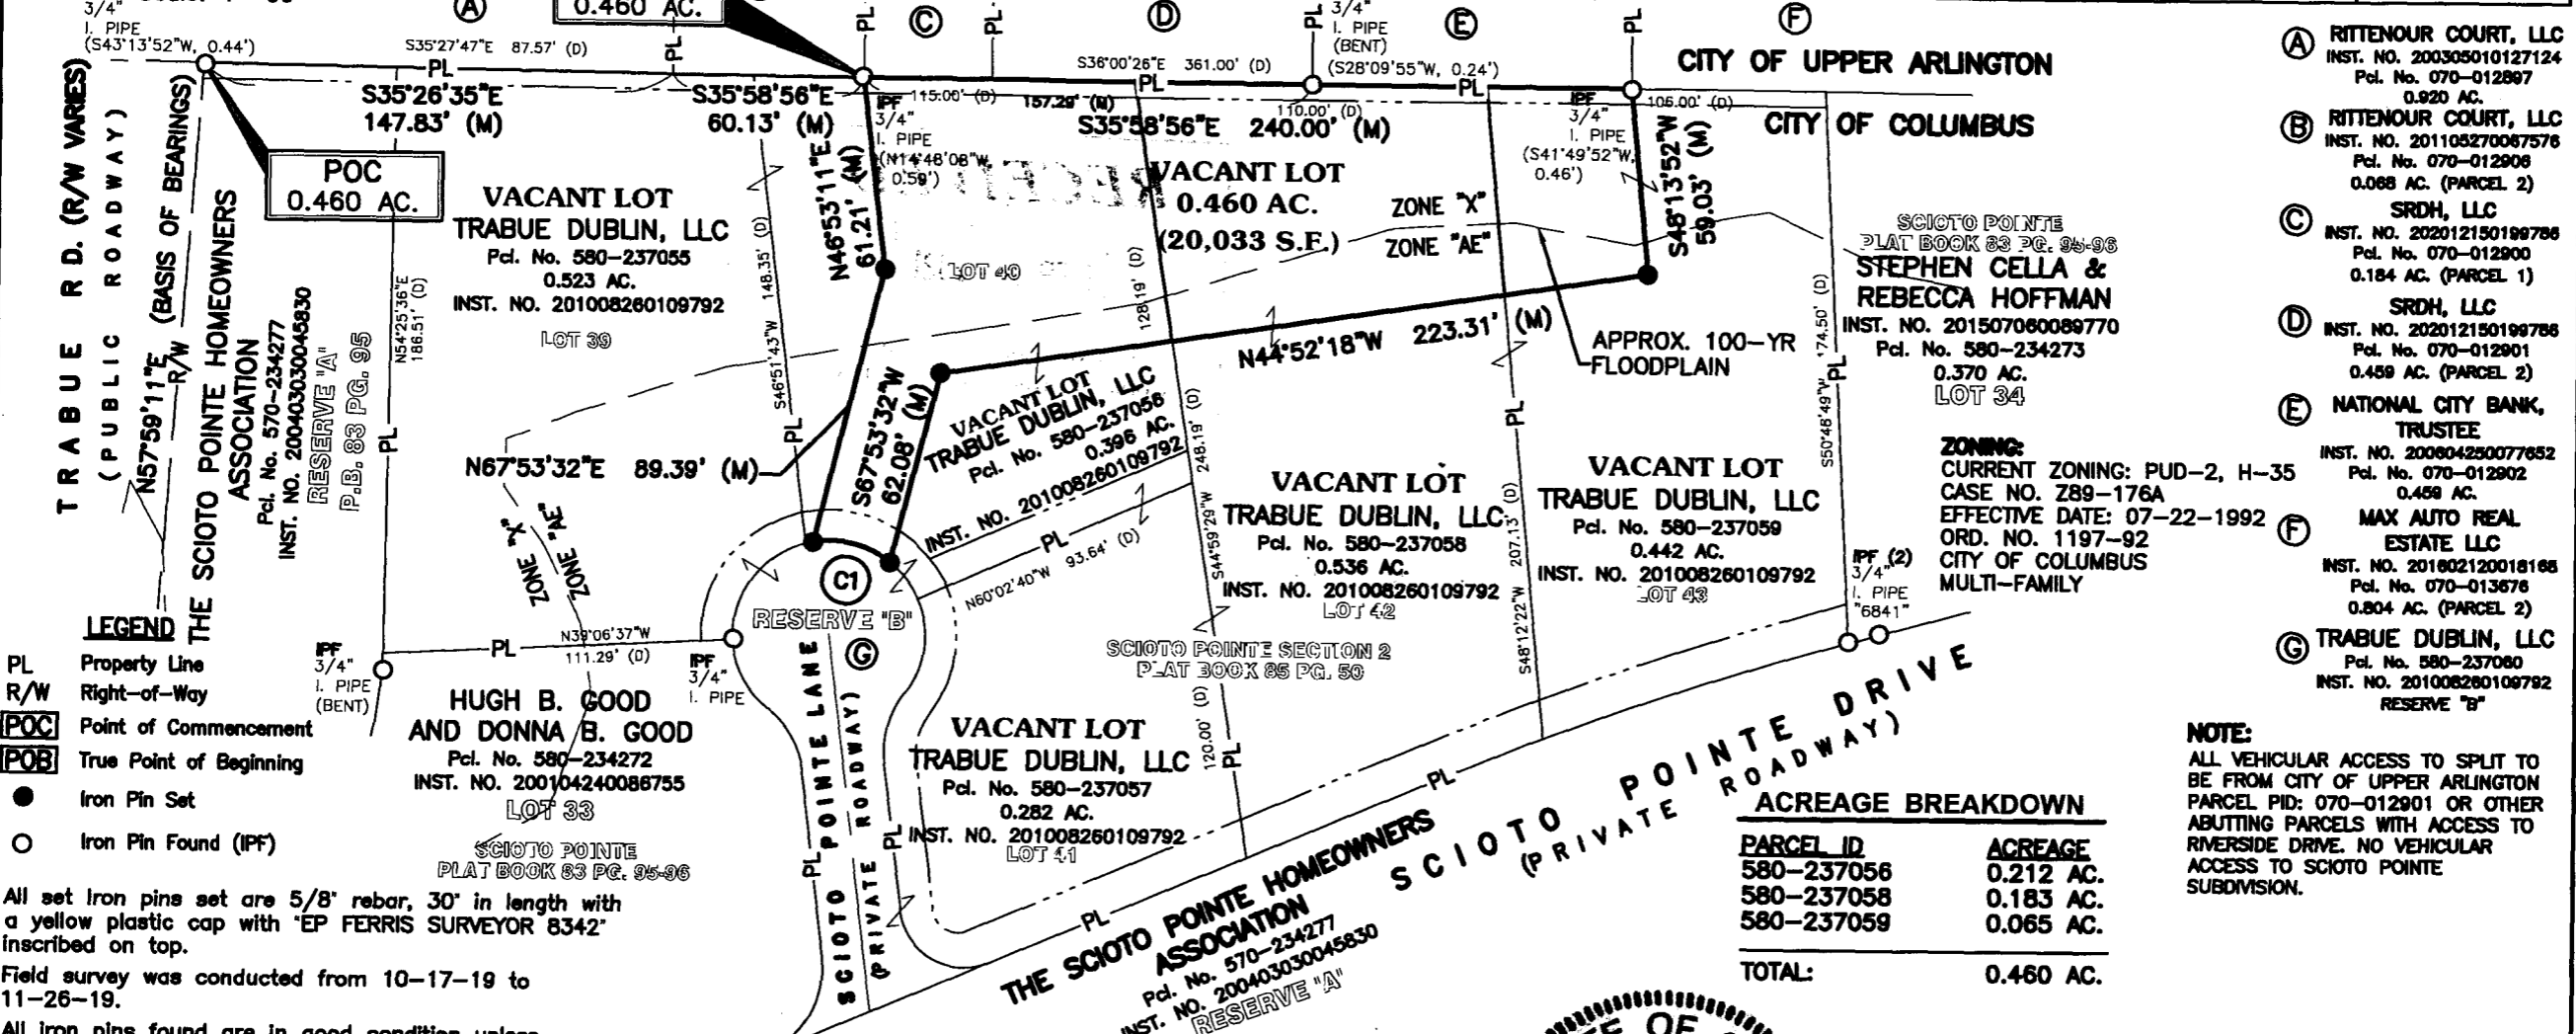 3/4"
I. PIPE
(S43°13'52"W, 0.44')
S35°27'47"E 87.57' (D)
PL
S35°26'35"E
147.83' (M)
A
PL
0.460 AC.
S35°58'56"E
60.13' (M)
PL
C
PL
IPF
3/4"
I. PIPE
(N14°48'08"W,
0.59')
115.00' (D)
157.29' (M)
D
S36°00'26"E 361.00' (D)
PL
S35°58'56"E 240.00' (M)
110.00' (D)
PL
3/4"
I. PIPE
(BENT)
(S28°09'55"W, 0.24')
E
PL
PL
IPF
3/4"
I. PIPE
(S41°49'52"W,
0.46')
F
106.00' (D)
CITY OF UPPER ARLINGTON
CITY OF COLUMBUS
TRABUE RD. (R/W VARIES)
(PUBLIC ROADWAY)
N57°59'11"E (BASIS OF BEARINGS)
R/W
THE SCIOTO POINTE HOMEOWNERS
ASSOCIATION
Pcl. No. 570-234277
INST. NO. 200403030045830
RESERVE "A"
P.B. 83 PG. 95
POC
0.460 AC.
N54°25'36"E
186.51' (D)
PL
VACANT LOT
TRABUE DUBLIN, LLC
Pcl. No. 580-237055
0.523 AC.
INST. NO. 201008260109792
LOT 39
S46°51'43"W 148.35' (D)
PL
N46°53'11"E
61.21' (M)
LOT 40
VACANT LOT
0.460 AC.
(20,033 S.F.)
ZONE "X"
ZONE "AE"
S48°13'52"W
59.03' (M)
128.19' (D)
N44°52'18"W 223.31' (M)
APPROX. 100-YR
FLOODPLAIN
SCIOTO POINTE
PLAT BOOK 83 PG. 95-96
STEPHEN CELLA &
REBECCA HOFFMAN
INST. NO. 201507060089770
Pcl. No. 580-234273
0.370 AC.
LOT 34
S50°46'49"W 174.50' (D)
PL
N67°53'32"E 89.39' (M)
S67°53'32"W
62.08' (M)
VACANT LOT
TRABUE DUBLIN, LLC
Pcl. No. 580-237056
0.396 AC.
INST. NO. 201008260109792
PL
N60°02'40"W 93.64' (D)
S44°59'29"W 248.19' (D)
ZONE "X"
ZONE "AE"
VACANT LOT
TRABUE DUBLIN, LLC
Pcl. No. 580-237058
0.536 AC.
INST. NO. 201008260109792
LOT 42
PL
S48°12'22"W 207.13' (D)
VACANT LOT
TRABUE DUBLIN, LLC
Pcl. No. 580-237059
0.442 AC.
INST. NO. 201008260109792
LOT 43
SCIOTO POINTE SECTION 2
PLAT BOOK 85 PG. 50
ZONING:
CURRENT ZONING: PUD-2, H-35
CASE NO. Z89-176A
EFFECTIVE DATE: 07-22-1992
ORD. NO. 1197-92
CITY OF COLUMBUS
MULTI-FAMILY
IPF (2)
3/4"
I. PIPE
"6841"
C1
RESERVE "B"
G
N39°06'37"W
PL
111.29' (D)
IPF
3/4"
I. PIPE
(BENT)
IPF
3/4"
I. PIPE
HUGH B. GOOD
AND DONNA B. GOOD
Pcl. No. 580-234272
INST. NO. 200104240086755
LOT 33
SCIOTO POINTE
PLAT BOOK 83 PG. 95-96
SCIOTO POINTE LANE
(PRIVATE ROADWAY)
PL
PL
VACANT LOT
TRABUE DUBLIN, LLC
Pcl. No. 580-237057
0.282 AC.
INST. NO. 201008260109792
LOT 41
120.00' (D)
PL
PL
PL
SCIOTO POINTE DRIVE
(PRIVATE ROADWAY)
THE SCIOTO POINTE HOMEOWNERS
ASSOCIATION
Pcl. No. 570-234277
INST. NO. 200403030045830
RESERVE "A"
LEGEND
PL Property Line
R/W Right-of-Way
POC Point of Commencement
POB True Point of Beginning
Iron Pin Set
Iron Pin Found (IPF)
All set iron pins set are 5/8" rebar, 30" in length with
a yellow plastic cap with "EP FERRIS SURVEYOR 8342"
inscribed on top.
Field survey was conducted from 10-17-19 to
11-26-19.
All iron pins found are in good condition unless
A RITTENOUR COURT, LLC
INST. NO. 200305010127124
Pcl. No. 070-012897
0.920 AC.
B RITTENOUR COURT, LLC
INST. NO. 201105270067576
Pcl. No. 070-012906
0.068 AC. (PARCEL 2)
C SRDH, LLC
INST. NO. 202012150199786
Pcl. No. 070-012900
0.184 AC. (PARCEL 1)
D SRDH, LLC
INST. NO. 202012150199786
Pcl. No. 070-012901
0.459 AC. (PARCEL 2)
E NATIONAL CITY BANK,
TRUSTEE
INST. NO. 200604250077652
Pcl. No. 070-012902
0.459 AC.
F MAX AUTO REAL
ESTATE LLC
INST. NO. 201602120018165
Pcl. No. 070-013676
0.804 AC. (PARCEL 2)
G TRABUE DUBLIN, LLC
Pcl. No. 580-237060
INST. NO. 201008260109792
RESERVE "B"
NOTE:
ALL VEHICULAR ACCESS TO SPLIT TO
BE FROM CITY OF UPPER ARLINGTON
PARCEL PID: 070-012901 OR OTHER
ABUTTING PARCELS WITH ACCESS TO
RIVERSIDE DRIVE. NO VEHICULAR
ACCESS TO SCIOTO POINTE
SUBDIVISION.
ACREAGE BREAKDOWN
PARCEL ID ACREAGE
580-237056 0.212 AC.
580-237058 0.183 AC.
580-237059 0.065 AC.
TOTAL: 0.460 AC.
OF